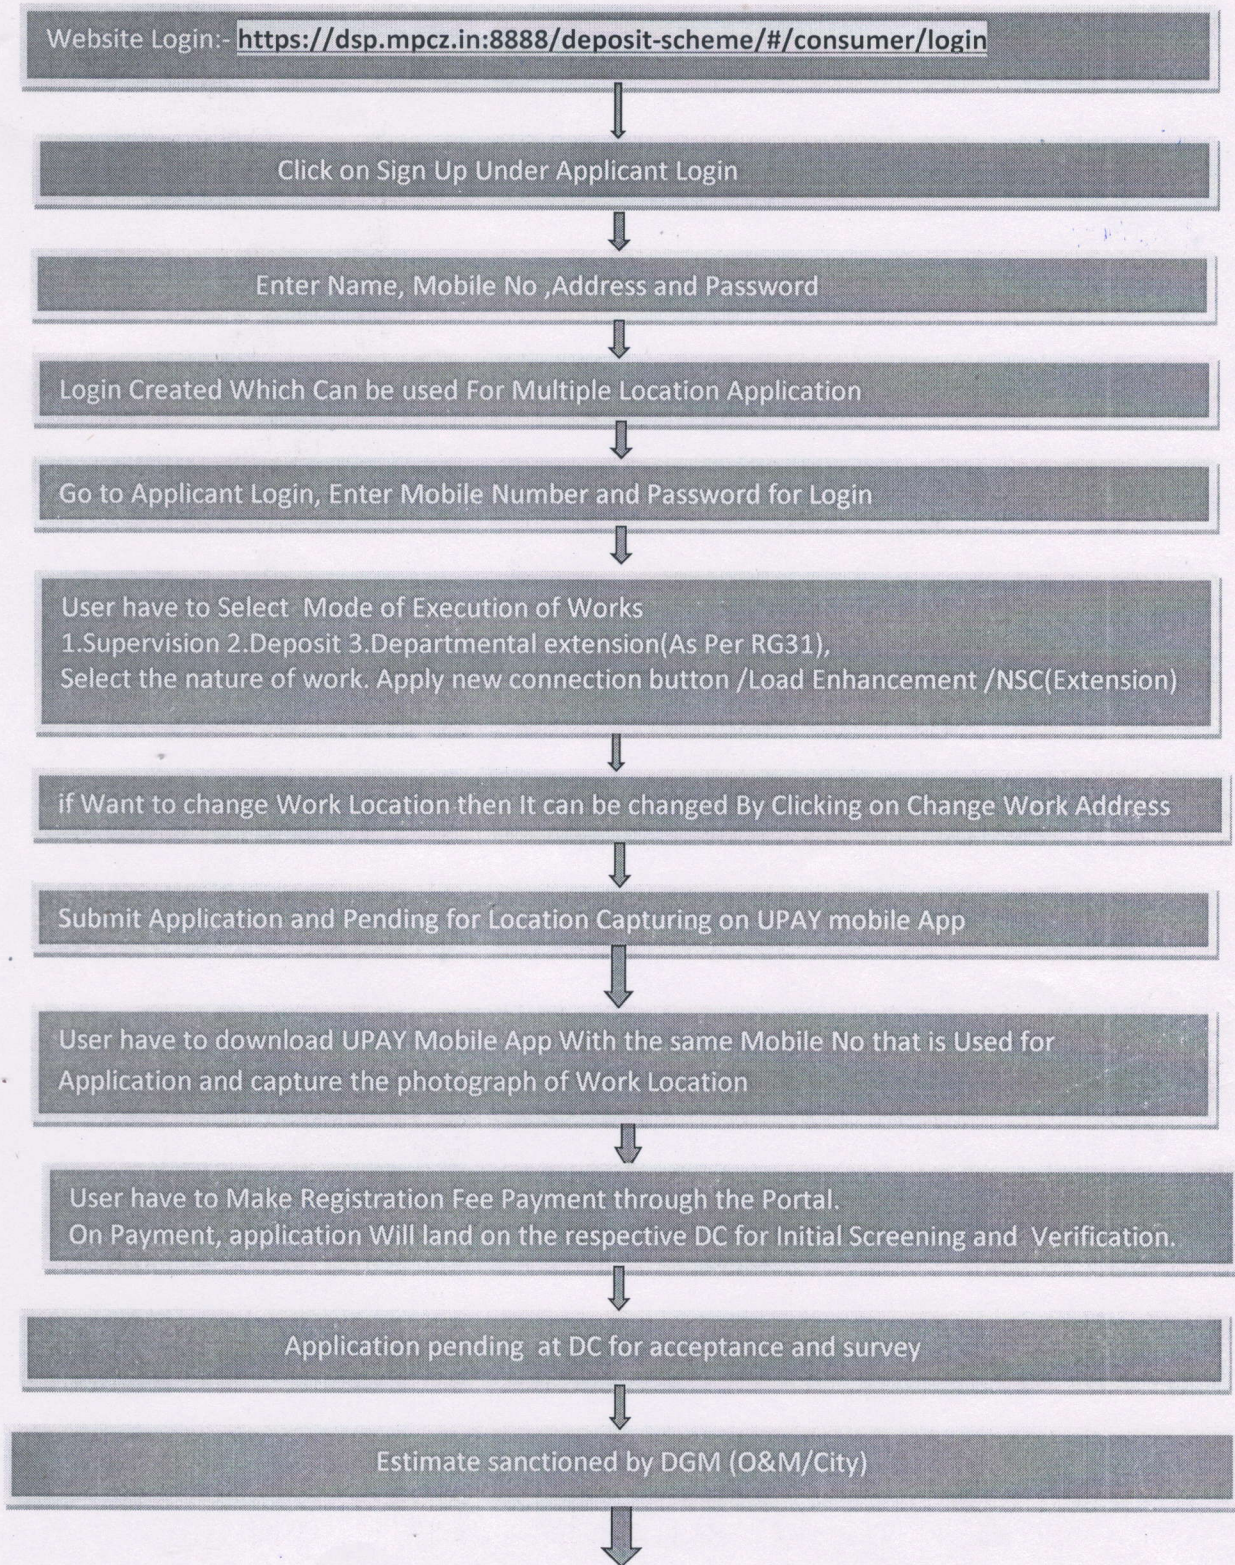 Website Login:- https://dsp.mpcz.in:8888/deposit-scheme/#/consumer/login
Click on Sign Up Under Applicant Login
Enter Name, Mobile No ,Address and Password
Login Created Which Can be used For Multiple Location Application
Go to Applicant Login, Enter Mobile Number and Password for Login
User have to Select Mode of Execution of Works
1.Supervision 2.Deposit 3.Departmental extension(As Per RG31),
Select the nature of work. Apply new connection button /Load Enhancement /NSC(Extension)
if Want to change Work Location then It can be changed By Clicking on Change Work Address
Submit Application and Pending for Location Capturing on UPAY mobile App
User have to download UPAY Mobile App With the same Mobile No that is Used for
Application and capture the photograph of Work Location
User have to Make Registration Fee Payment through the Portal.
On Payment, application Will land on the respective DC for Initial Screening and Verification.
Application pending at DC for acceptance and survey
Estimate sanctioned by DGM (O&M/City)